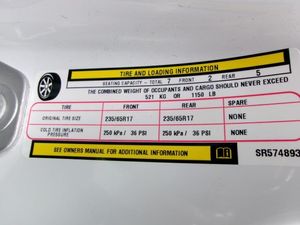 TIRE AND LOADING INFORMATION
SEATING CAPACITY - TOTAL 7 FRONT 2 REAR 5
THE COMBINED WEIGHT OF OCCUPANTS AND CARGO SHOULD NEVER EXCEED
521 KG OR 1150 LB
TIRE FRONT REAR SPARE
ORIGINAL TIRE SIZE 235/65R17 235/65R17 NONE
COLD TIRE INFLATION PRESSURE 250 kPa / 36 PSI 250 kPa / 36 PSI NONE
SEE OWNERS MANUAL FOR ADDITIONAL INFORMATION SR574893